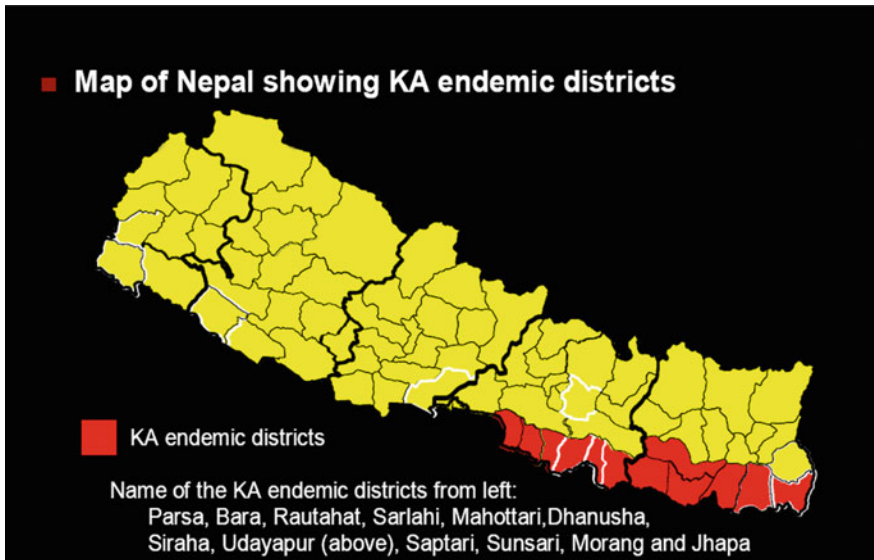 Map of Nepal showing KA endemic districts
KA endemic districts
Name of the KA endemic districts from left:
Parsa, Bara, Rautahat, Sarlahi, Mahottari,Dhanusha,
Siraha, Udayapur (above), Saptari, Sunsari, Morang and Jhapa